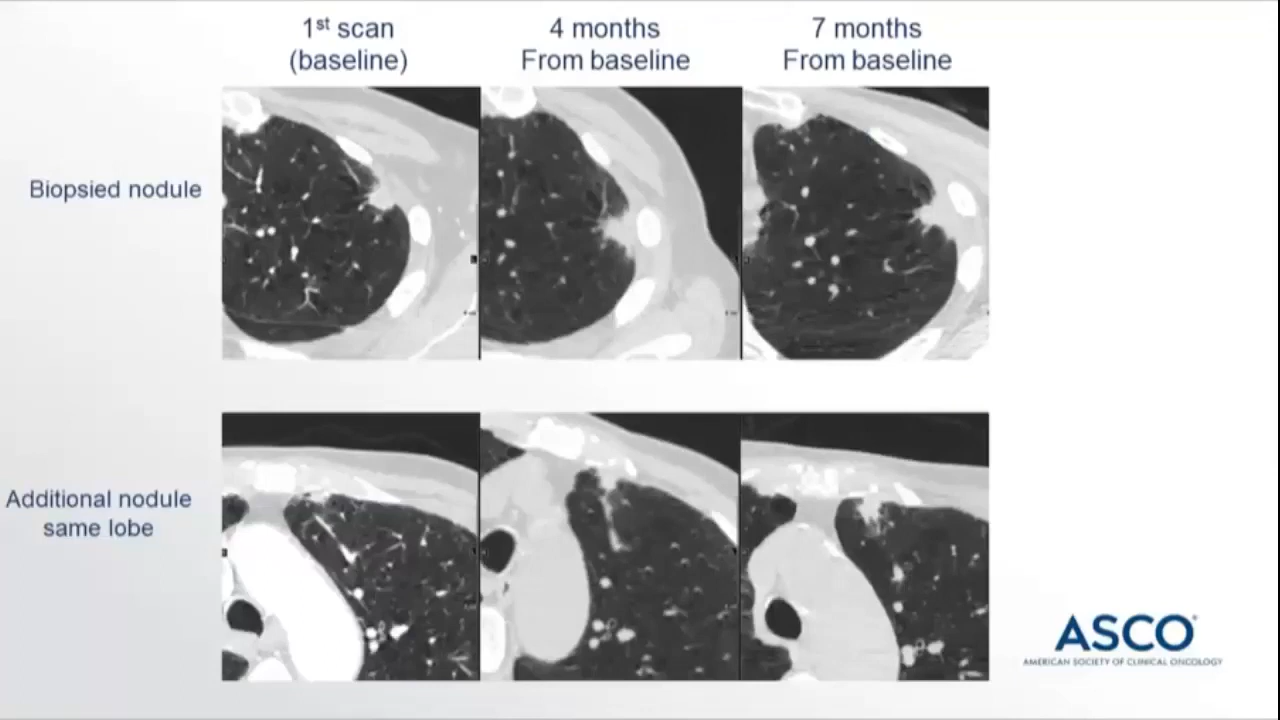 1st scan
(baseline)
4 months
From baseline
7 months
From baseline
Biopsied nodule
Additional nodule
same lobe
ASCO®
AMERICAN SOCIETY OF CLINICAL ONCOLOGY